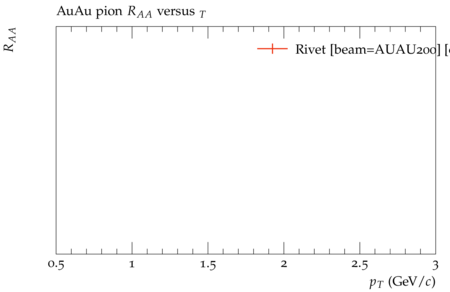 AuAu pion R_AA versus _T
R_AA
Rivet [beam=AUAU200] [
0.5 1 1.5 2 2.5 3
p_T (GeV/c)